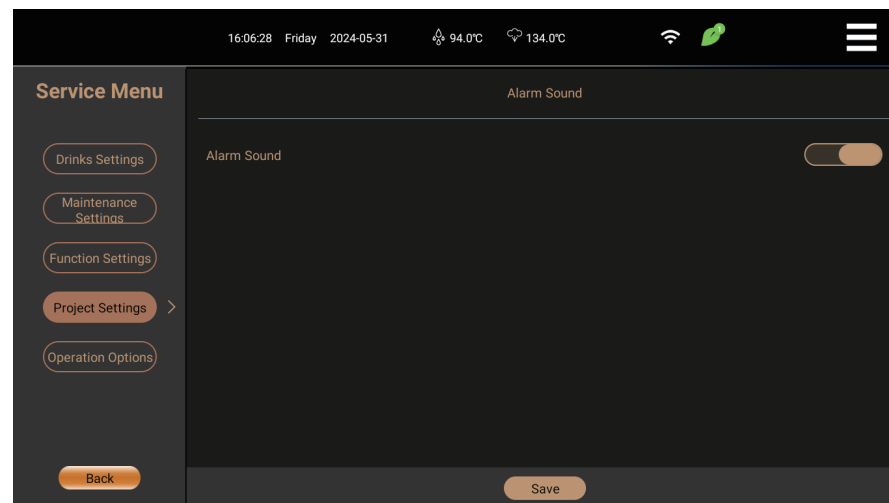 16:06:28 Friday 2024-05-31 94.0℃ 134.0℃ 1
Service Menu
Alarm Sound
Drinks Settings
Alarm Sound
Maintenance
Settings
Function Settings
Project Settings
Operation Options
Back
Save